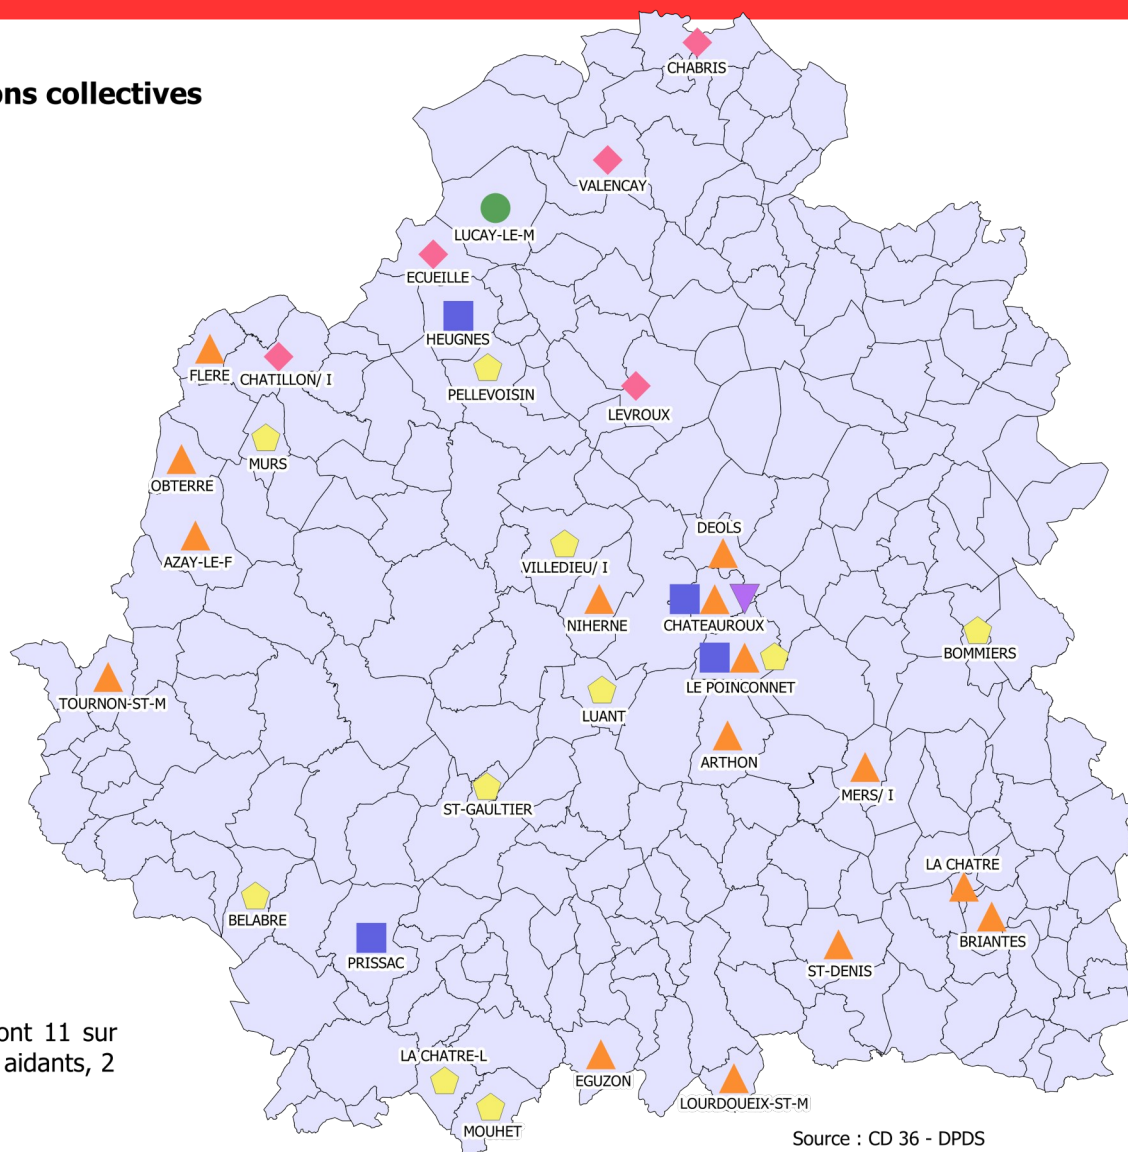 ons collectives
CHABRIS
VALENCAY
LUCAY-LE-M
ECUEILLE
HEUGNES
FLERE
CHATILLON/ I
PELLEVOISIN
LEVROUX
MURS
OBTERRE
DEOLS
AZAY-LE-F
VILLEDIEU/ I
NIHERNE
CHATEAUROUX
BOMMIERS
LE POINCONNET
TOURNON-ST-M
LUANT
ARTHON
MERS/ I
ST-GAULTIER
LA CHATRE
BELABRE
BRIANTES
PRISSAC
ST-DENIS
ont 11 sur
aidants, 2
LA CHATRE-L
EGUZON
LOURDOUEIX-ST-M
MOUHET
Source : CD 36 - DPDS